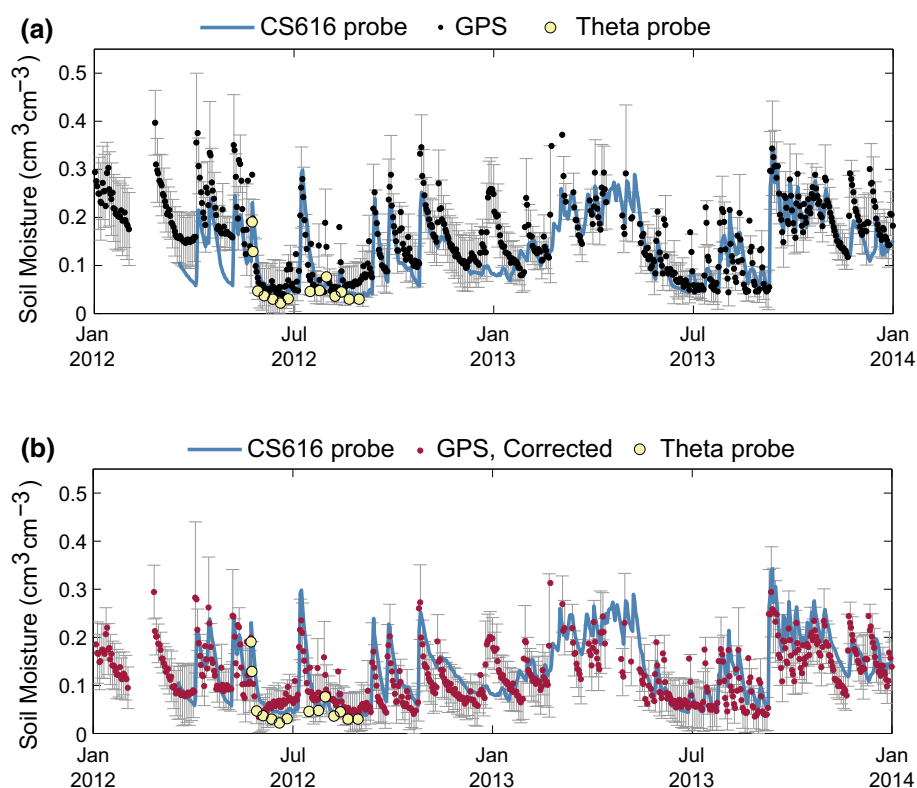 (a)
CS616 probe GPS Theta probe
Soil Moisture (cm³cm⁻³)
0.5
0.4
0.3
0.2
0.1
0
Jan Jul Jan Jul Jan
2012 2012 2013 2013 2014
(b)
CS616 probe GPS, Corrected Theta probe
Soil Moisture (cm³cm⁻³)
0.5
0.4
0.3
0.2
0.1
0
Jan Jul Jan Jul Jan
2012 2012 2013 2013 2014